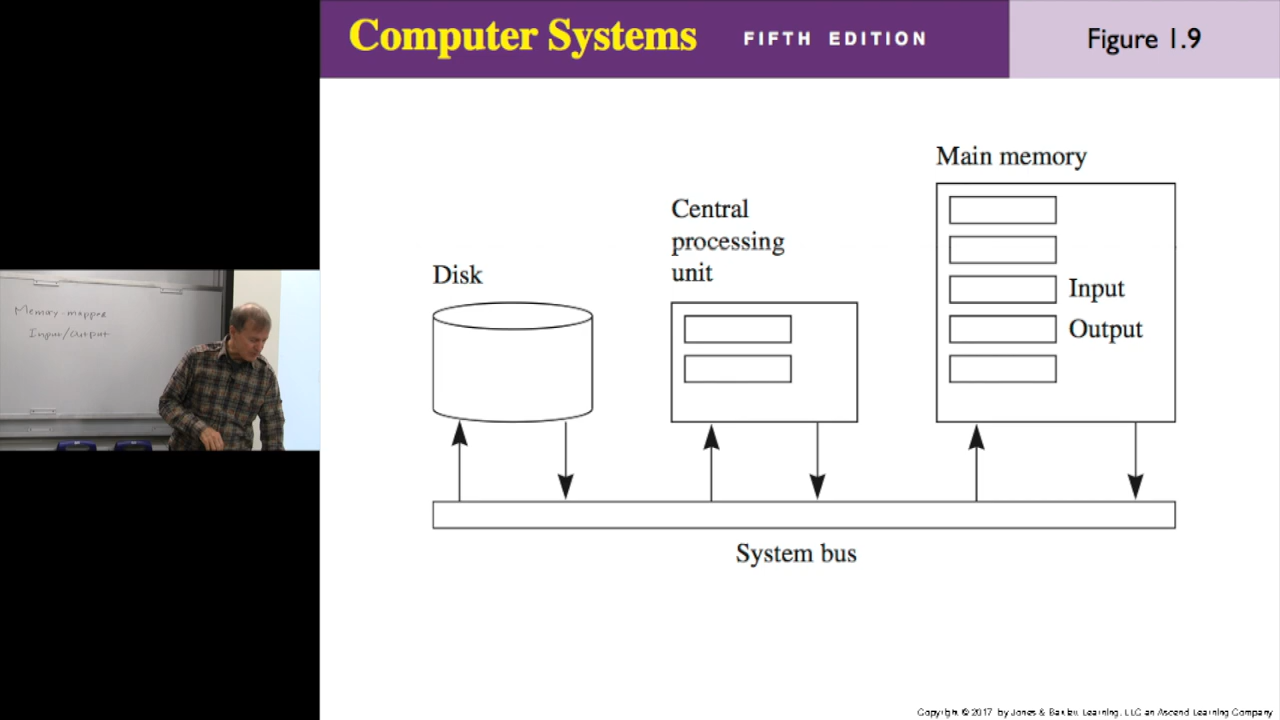 Computer Systems FIFTH EDITION Figure 1.9
Main memory
Central
processing
unit
Disk
Input
Output
System bus
Memory-mapped
Input/Output
Copyright © 2017 by Jones & Bartlett Learning, LLC an Ascend Learning Company